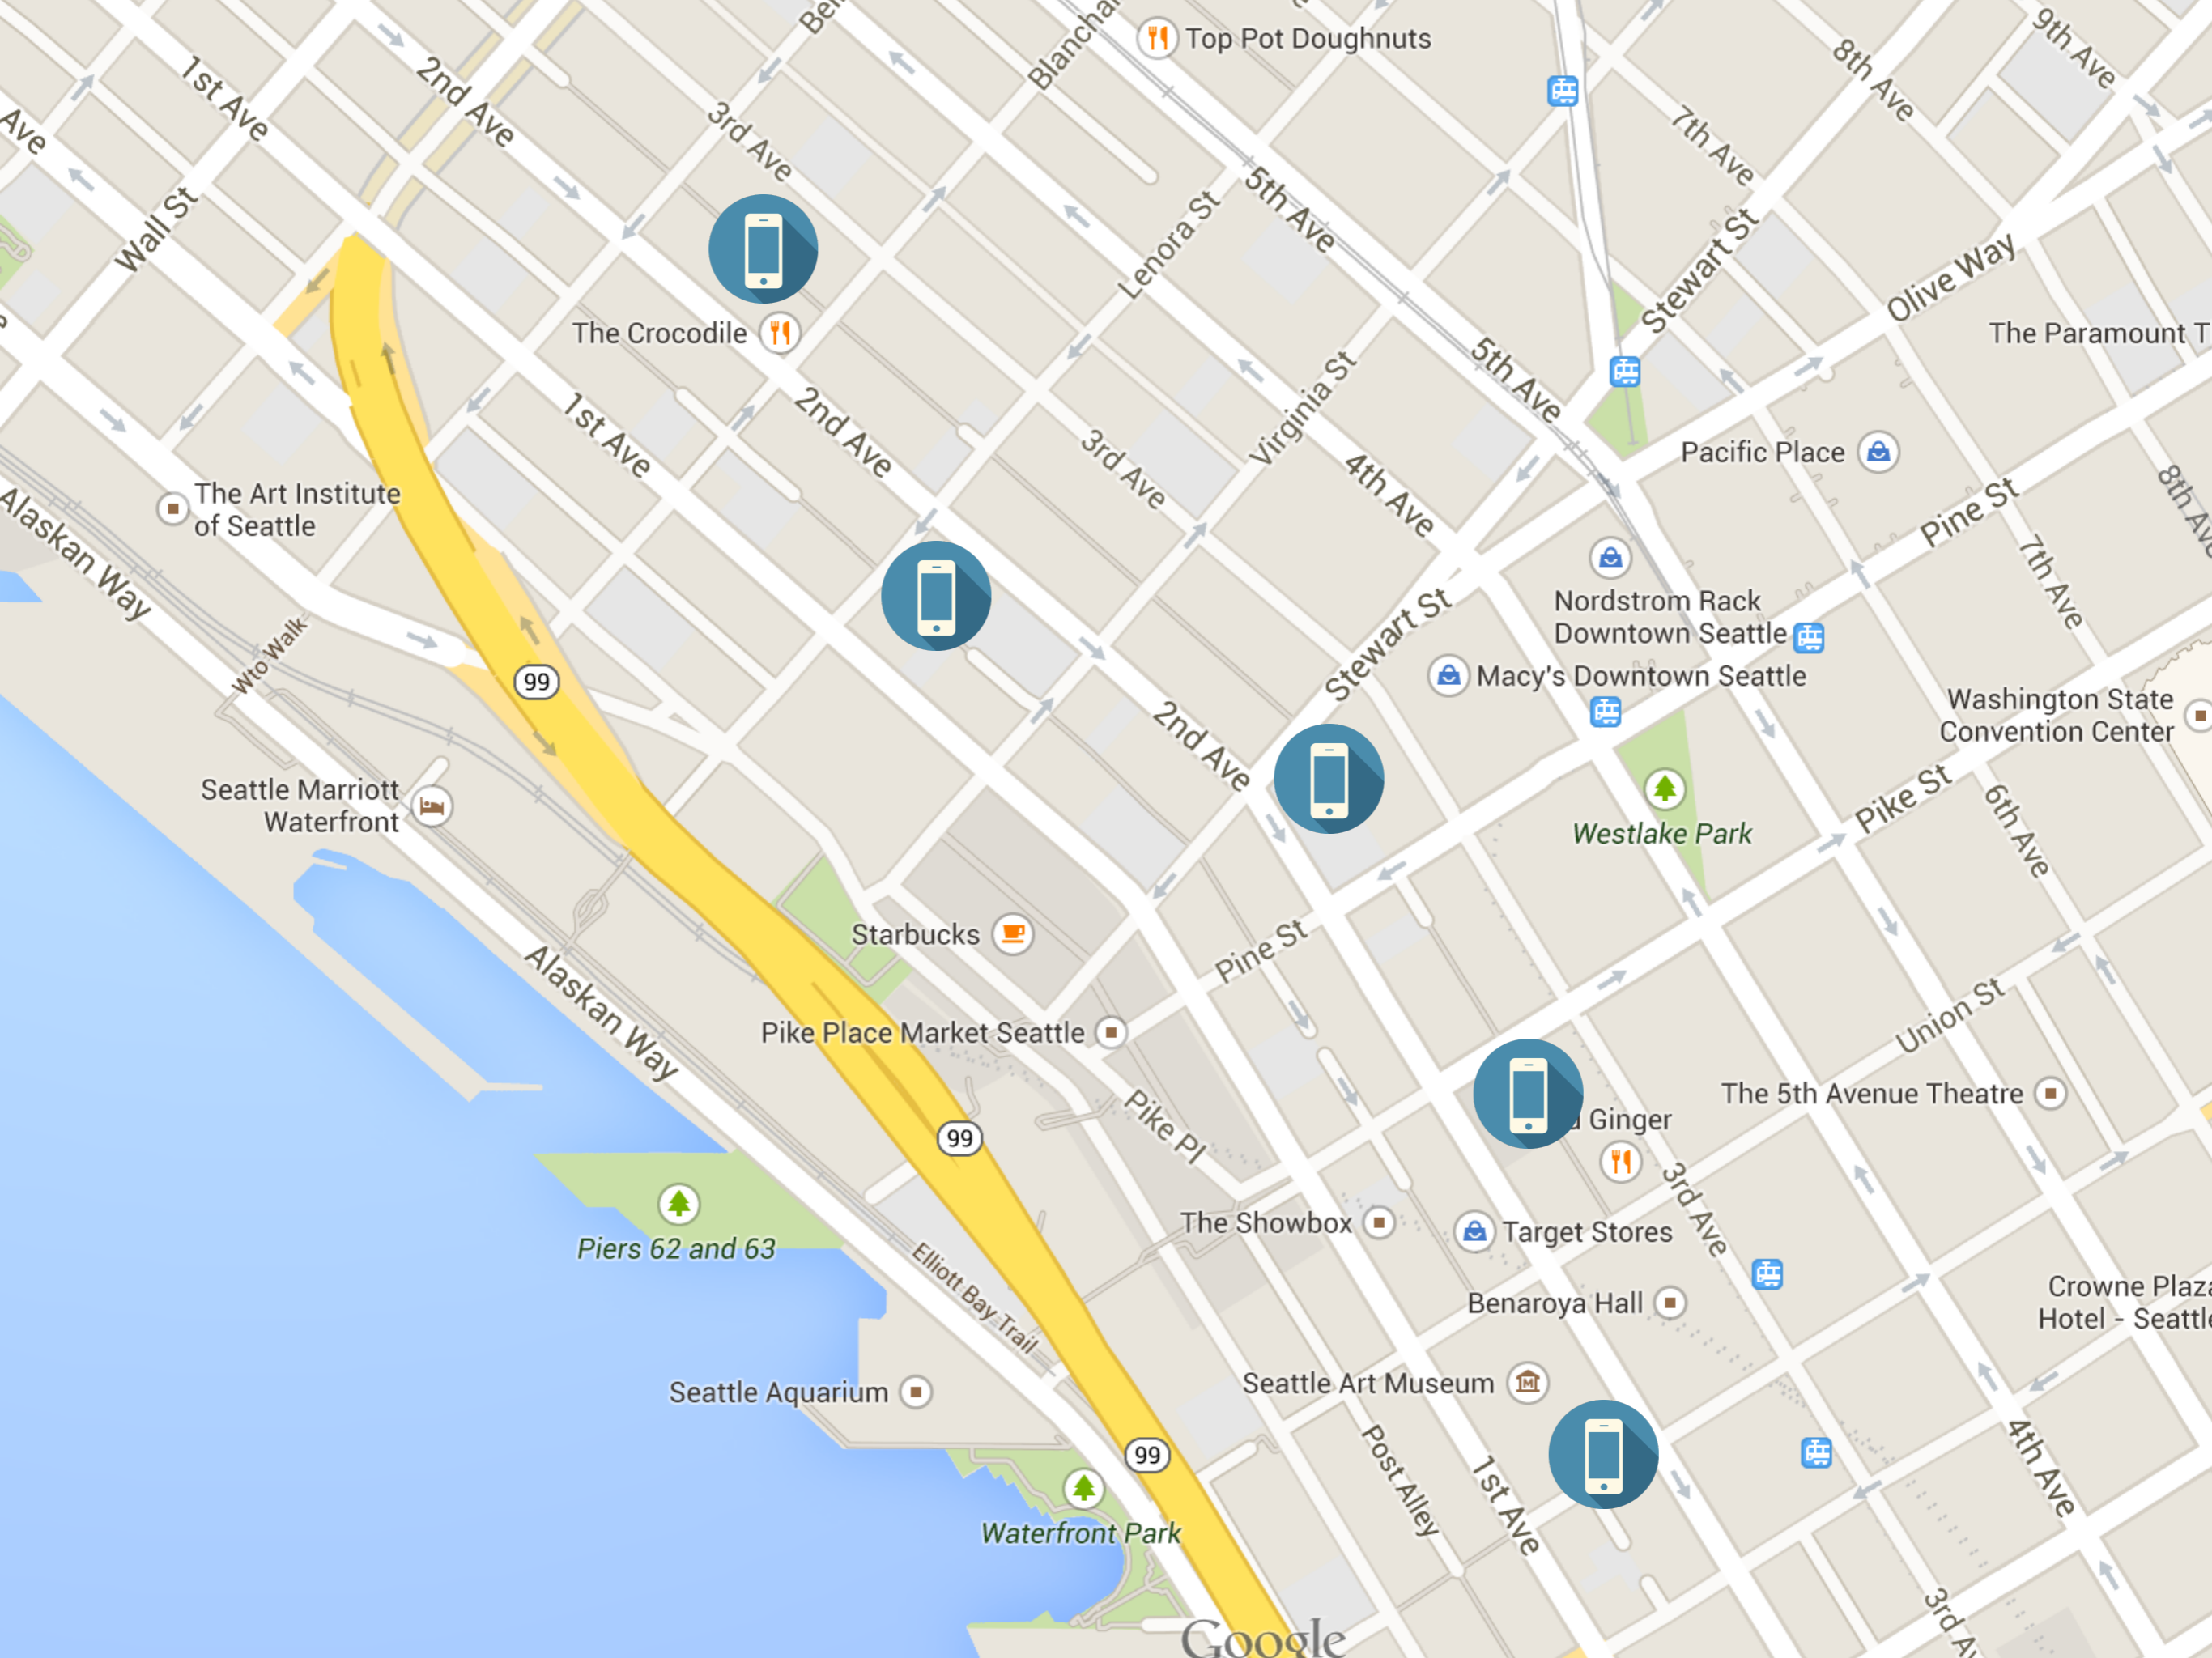 Top Pot Doughnuts
9th Ave
8th Ave
1st Ave
2nd Ave
3rd Ave
7th Ave
Ave
5th Ave
Wall St
Lenora St
Stewart St
Olive Way
The Crocodile
The Paramount T
5th Ave
Virginia St
1st Ave
2nd Ave
3rd Ave
4th Ave
Pacific Place
Pine St
8th Ave
The Art Institute
of Seattle
Alaskan Way
7th Ave
Nordstrom Rack
Downtown Seattle
Stewart St
Macy's Downtown Seattle
Wto Walk
99
Washington State
Convention Center
2nd Ave
Seattle Marriott
Waterfront
Westlake Park
Pike St
6th Ave
Starbucks
Pine St
Alaskan Way
Pike Place Market Seattle
Union St
The 5th Avenue Theatre
Pike Pl
99
Ginger
3rd Ave
The Showbox
Target Stores
Piers 62 and 63
Elliott Bay Trail
Benaroya Hall
Crowne Plaza
Hotel - Seattle
Seattle Aquarium
Seattle Art Museum
99
Post Alley
1st Ave
4th Ave
Waterfront Park
3rd Av
Google